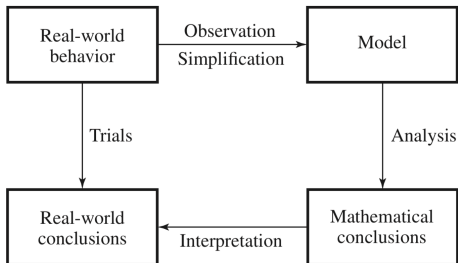 Real-world
behavior
Observation
Simplification
Model
Trials
Analysis
Real-world
conclusions
Interpretation
Mathematical
conclusions